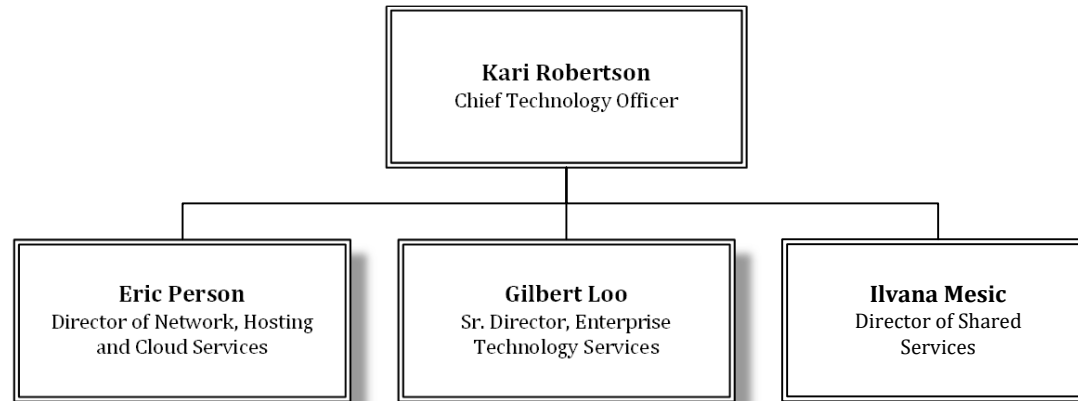 Kari Robertson
Chief Technology Officer
Eric Person
Director of Network, Hosting
and Cloud Services
Gilbert Loo
Sr. Director, Enterprise
Technology Services
Ilvana Mesic
Director of Shared
Services